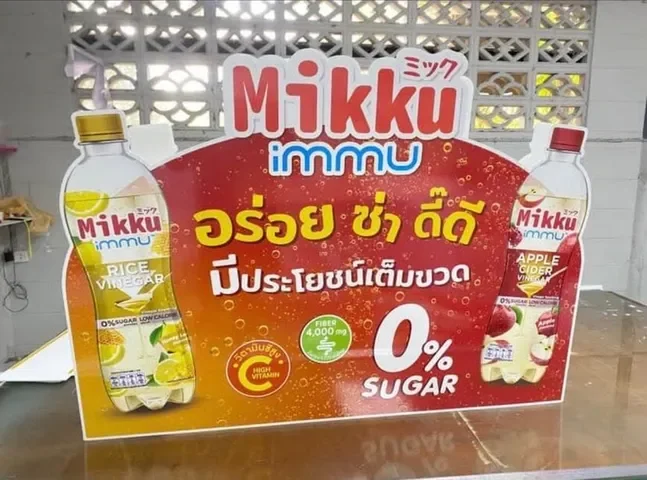 ミック
Mikku
immu
อร่อย ซ่า ดี๊ดี
มีประโยชน์เต็มขวด
วิตามินซีสูง
C
HIGH
VITAMIN
FIBER
4,000 mg
0%
SUGAR
ミック
Mikku
immu
RICE
VINEGAR
0% SUGAR LOW CALORIE
ミック
Mikku
immu
APPLE
CIDER
VINEGAR
0% SUGAR LOW CALORIE